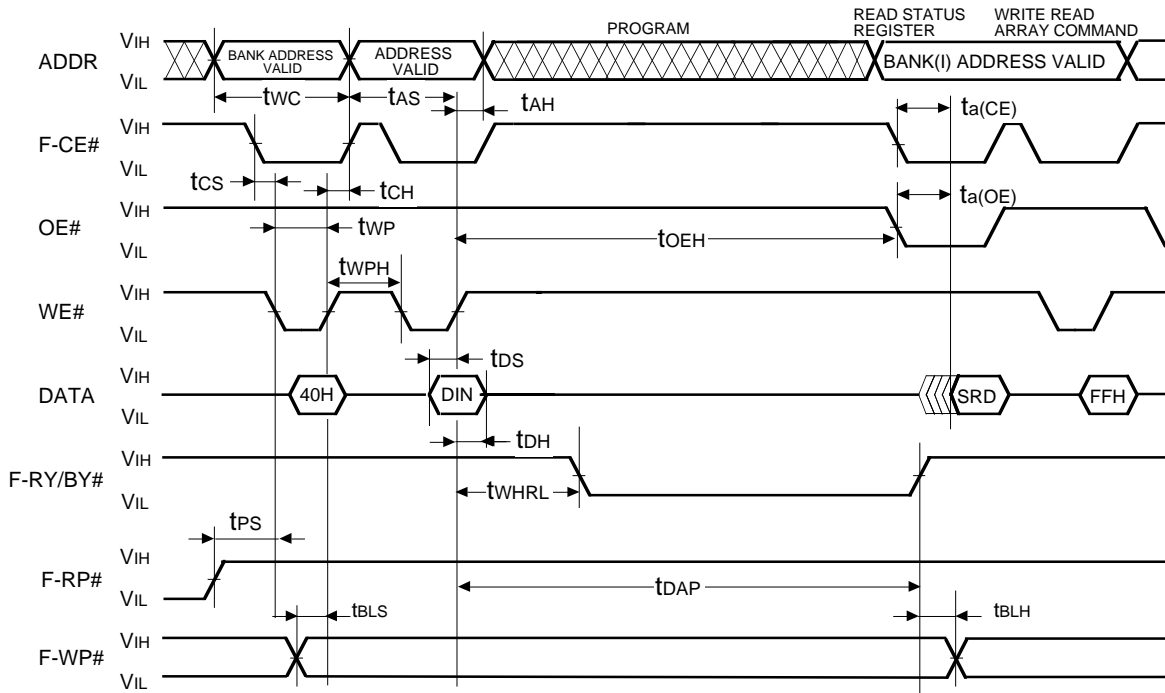 PROGRAM
READ STATUS REGISTER
WRITE READ ARRAY COMMAND
ADDR
VIH
VIL
BANK ADDRESS VALID
ADDRESS VALID
BANK(I) ADDRESS VALID
tWC
tAS
tAH
ta(CE)
F-CE#
VIH
VIL
tCS
tCH
ta(OE)
OE#
VIH
VIL
tWP
tOEH
tWPH
WE#
VIH
VIL
tDS
DATA
VIH
VIL
40H
DIN
SRD
FFH
tDH
F-RY/BY#
VIH
VIL
tWHRL
tPS
F-RP#
VIH
VIL
tDAP
tBLS
tBLH
F-WP#
VIH
VIL